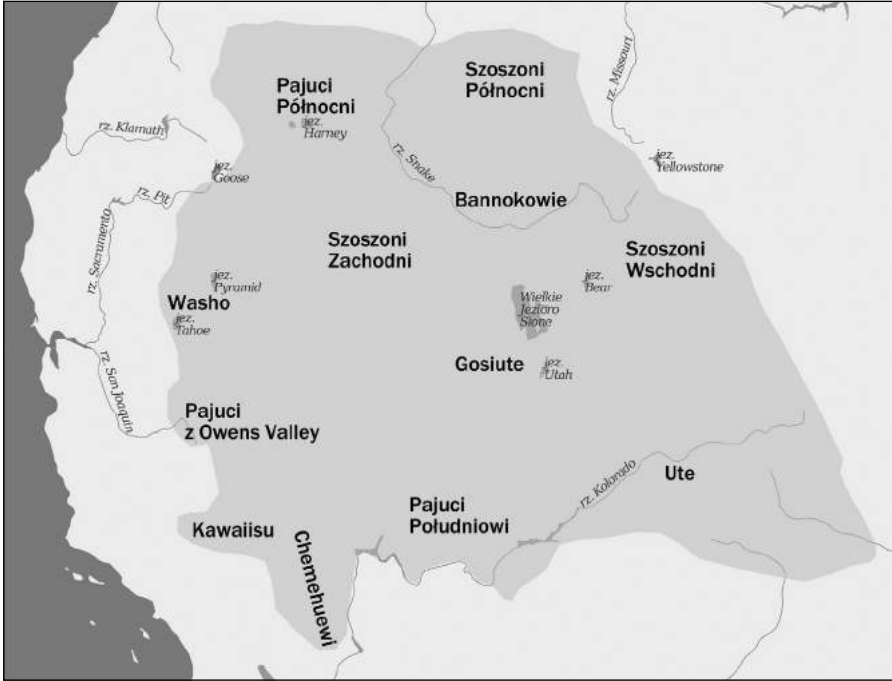 Pajuci
Północni
jez.
Harney
Szoszoni
Północni
rz. Missouri
rz. Klamath
jez.
Goose
rz. Snake
jez.
Yellowstone
rz. Pit
Bannokowie
rz. Sacramento
Szoszoni
Zachodni
Szoszoni
Wschodni
jez.
Pyramid
jez.
Bear
Washo
jez.
Tahoe
Wielkie
Jezioro
Słone
rz. San Joaquin
Gosiute
jez.
Utah
Pajuci
z Owens Valley
rz. Kolorado
Ute
Pajuci
Południowi
Kawaiisu
Chemehuewi